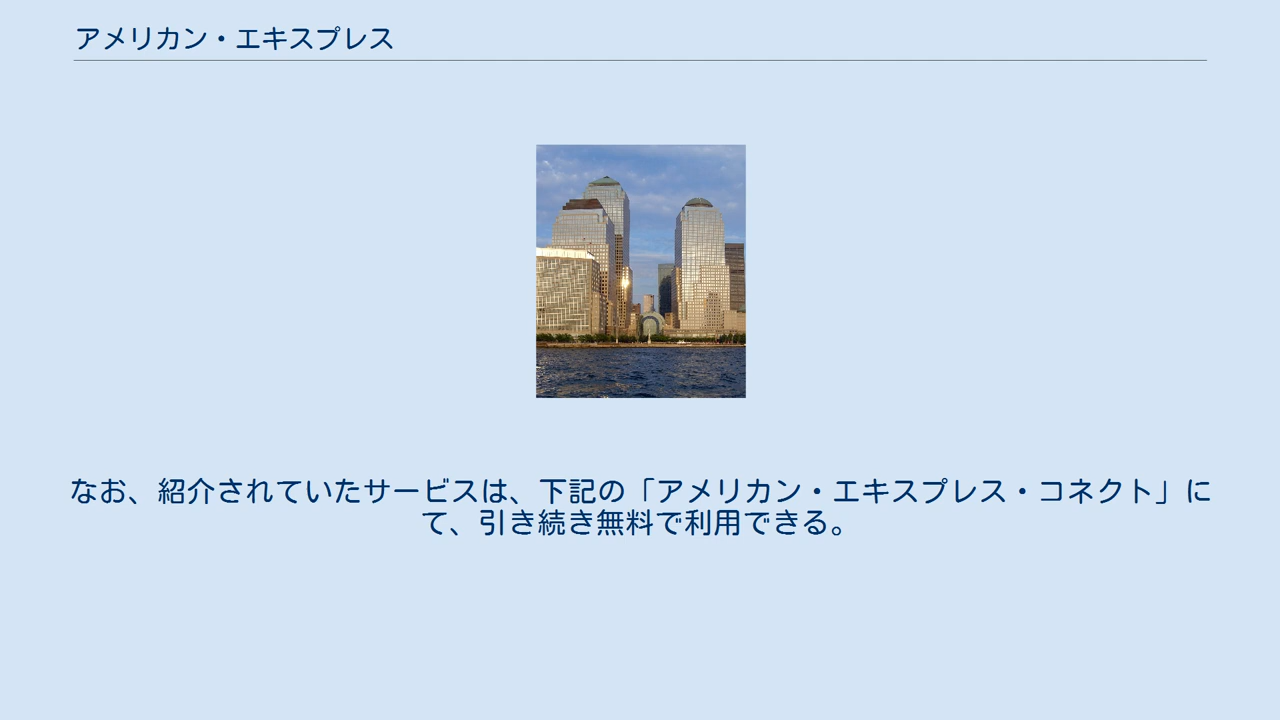 アメリカン・エキスプレス
なお、紹介されていたサービスは、下記の「アメリカン・エキスプレス・コネクト」に
て、引き続き無料で利用できる。